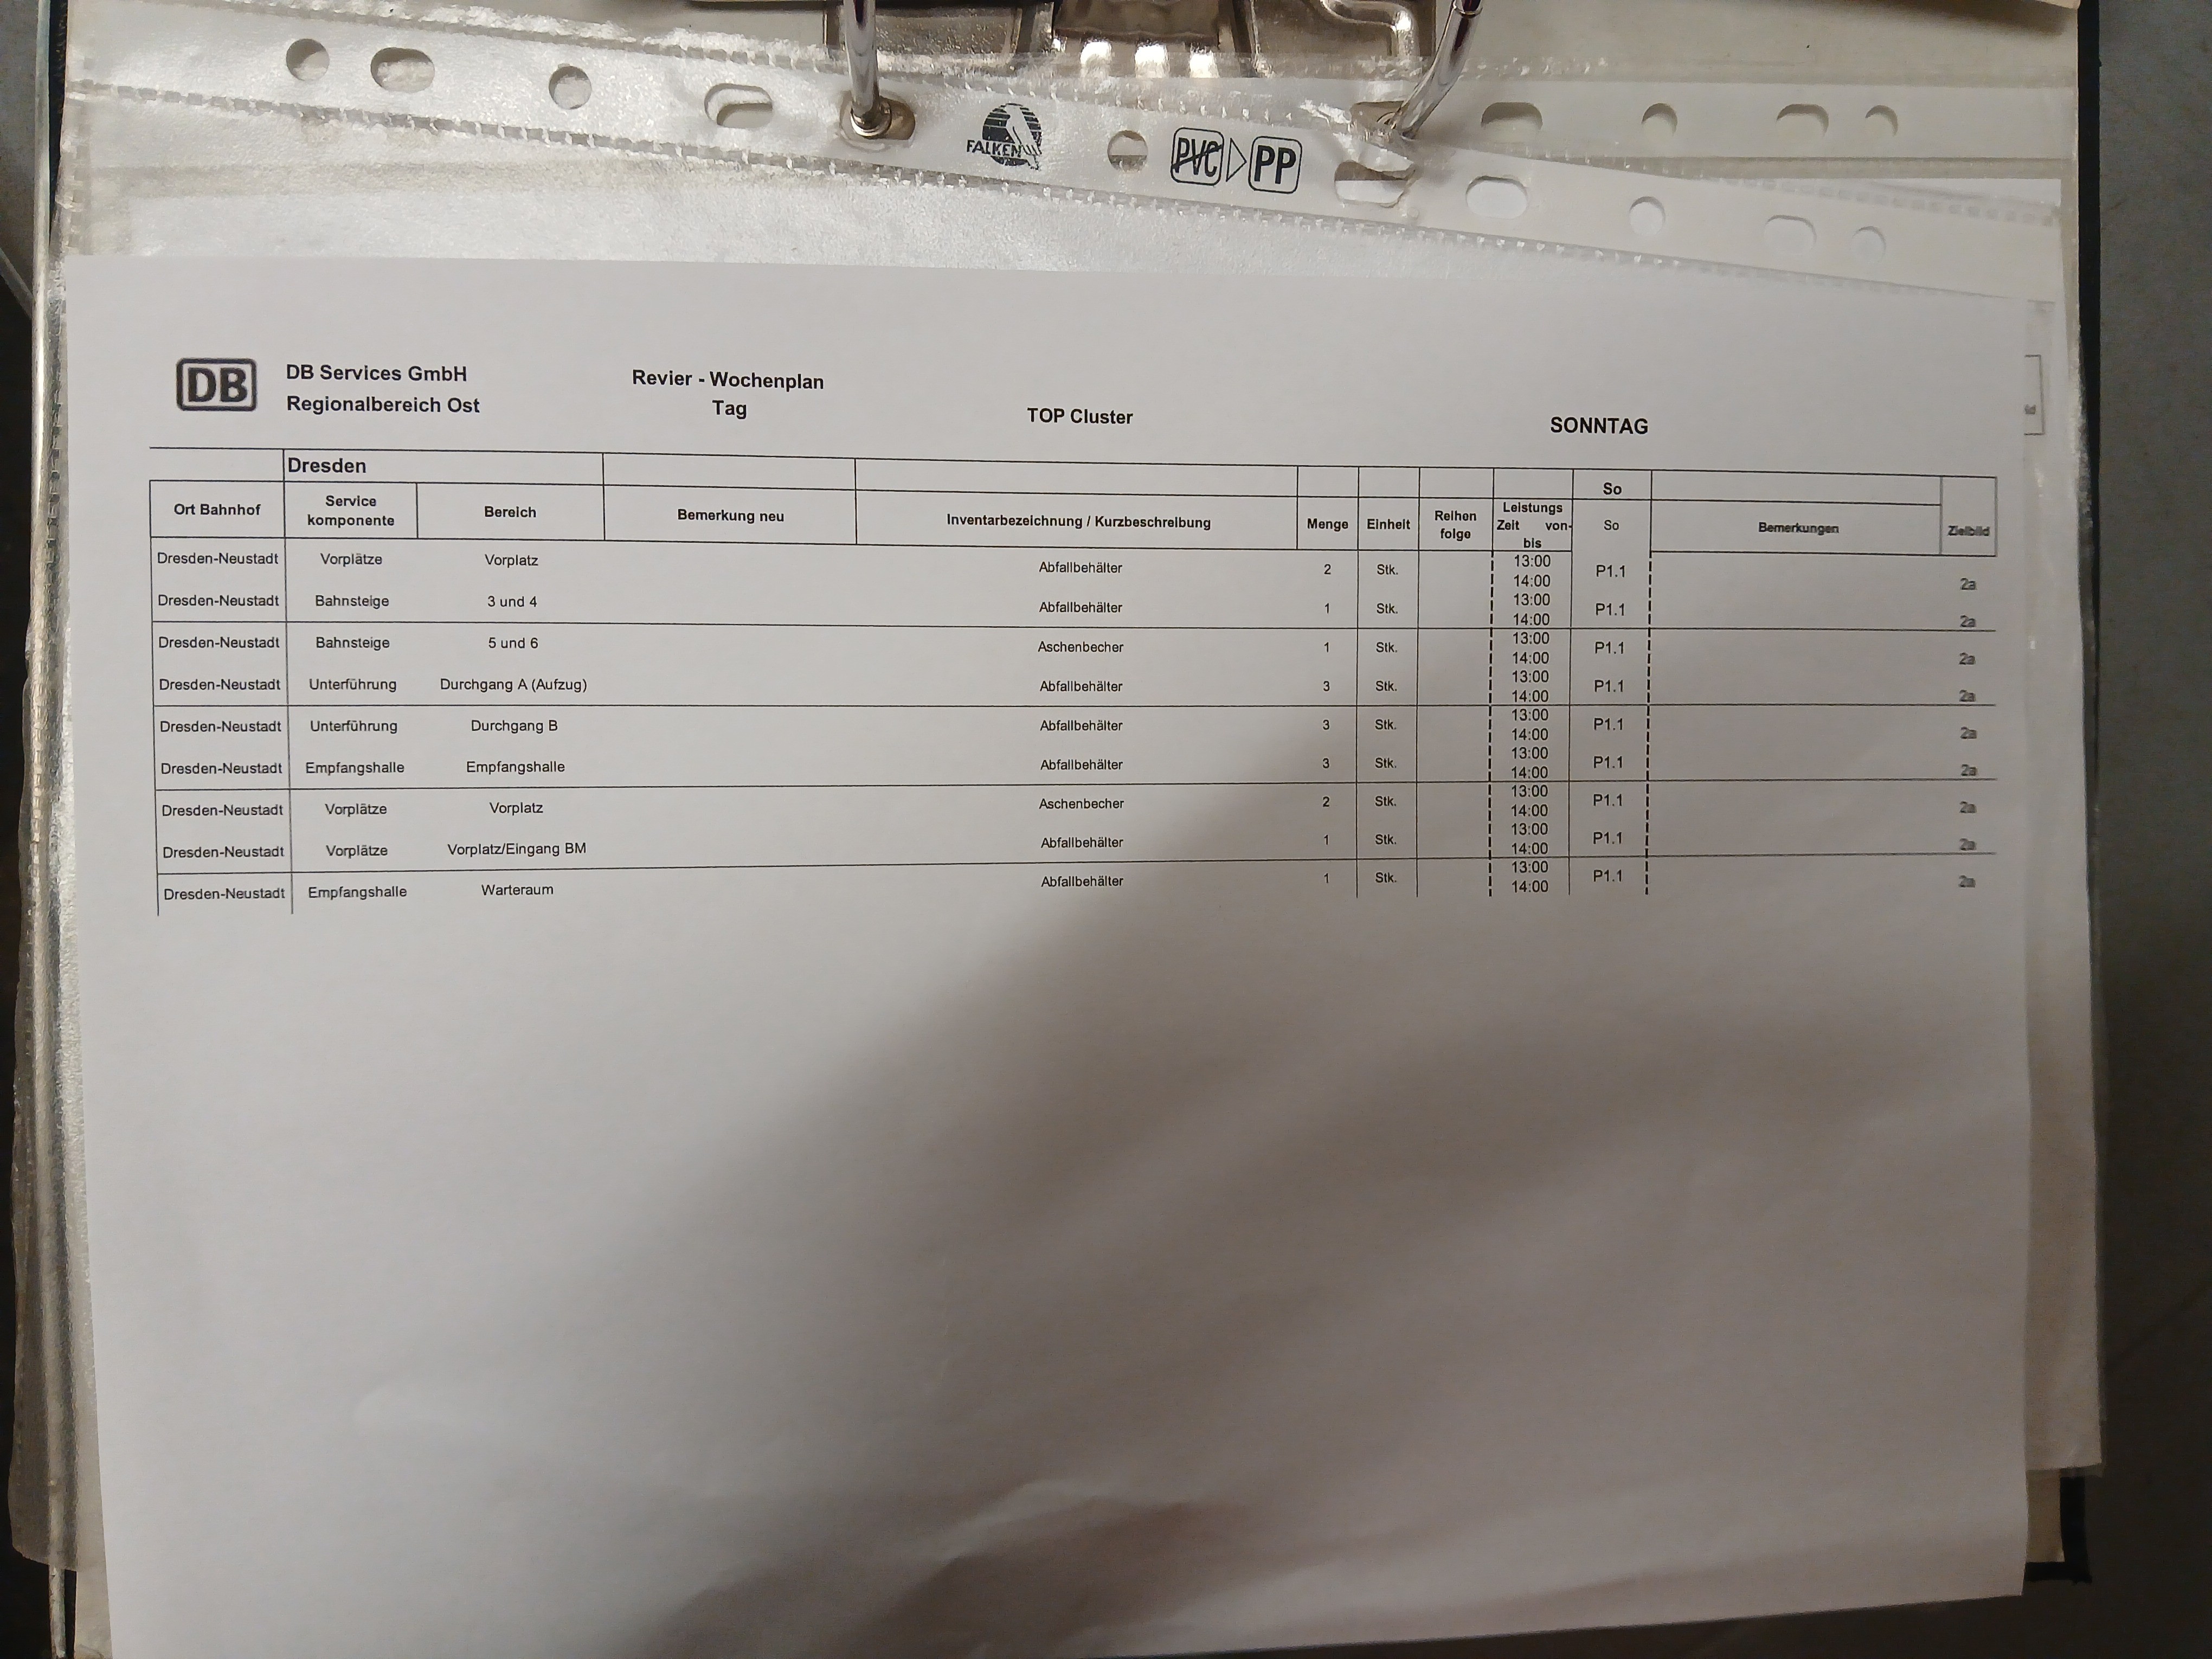 FALKEN
PVC PP
DB DB Services GmbH Revier - Wochenplan
Regionalbereich Ost Tag TOP Cluster SONNTAG
Dresden
So
Ort Bahnhof Service komponente Bereich Bemerkung neu Inventarbezeichnung / Kurzbeschreibung Menge Einheit Reihen folge Leistungs Zeit von- bis So Bemerkungen Zielbild
Dresden-Neustadt Vorplätze Vorplatz Abfallbehälter 2 Stk. 13:00 14:00 P1.1 2a
Dresden-Neustadt Bahnsteige 3 und 4 Abfallbehälter 1 Stk. 13:00 14:00 P1.1 2a
Dresden-Neustadt Bahnsteige 5 und 6 Aschenbecher 1 Stk. 13:00 14:00 P1.1 2a
Dresden-Neustadt Unterführung Durchgang A (Aufzug) Abfallbehälter 3 Stk. 13:00 14:00 P1.1 2a
Dresden-Neustadt Unterführung Durchgang B Abfallbehälter 3 Stk. 13:00 14:00 P1.1 2a
Dresden-Neustadt Empfangshalle Empfangshalle Abfallbehälter 3 Stk. 13:00 14:00 P1.1 2a
Dresden-Neustadt Vorplätze Vorplatz Aschenbecher 2 Stk. 13:00 14:00 P1.1 2a
Dresden-Neustadt Vorplätze Vorplatz/Eingang BM Abfallbehälter 1 Stk. 13:00 14:00 P1.1 2a
Dresden-Neustadt Empfangshalle Warteraum Abfallbehälter 1 Stk. 13:00 14:00 P1.1 2a